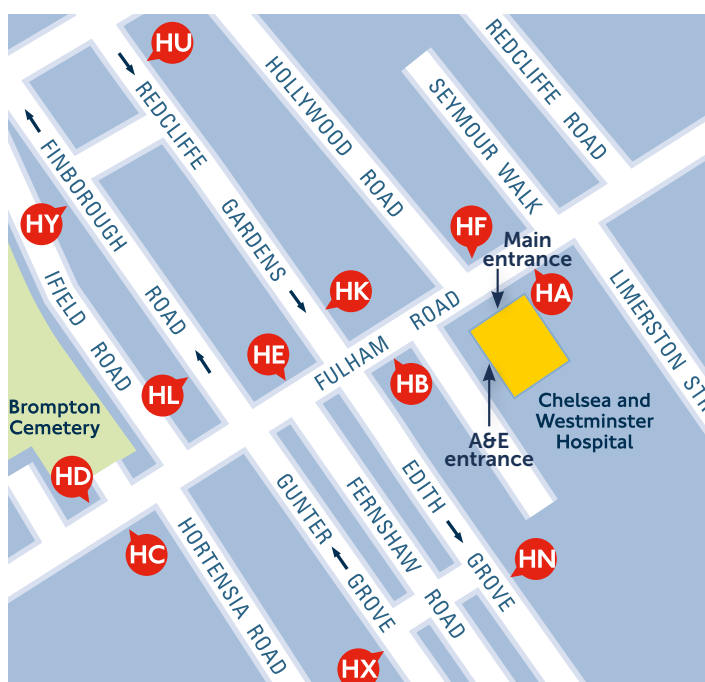 HU
REDCLIFFE GARDENS
HOLLYWOOD ROAD
REDCLIFFE ROAD
SEYMOUR WALK
FINBOROUGH ROAD
HY
HF
Main
entrance
HK
HA
IFIELD ROAD
FULHAM ROAD
LIMERSTON STR
HE
HL
HB
Brompton
Cemetery
Chelsea and
Westminster
Hospital
A&E
entrance
HD
HC
HORTENSIA ROAD
GUNTER GROVE
FERNSHAW ROAD
EDITH GROVE
HN
HX